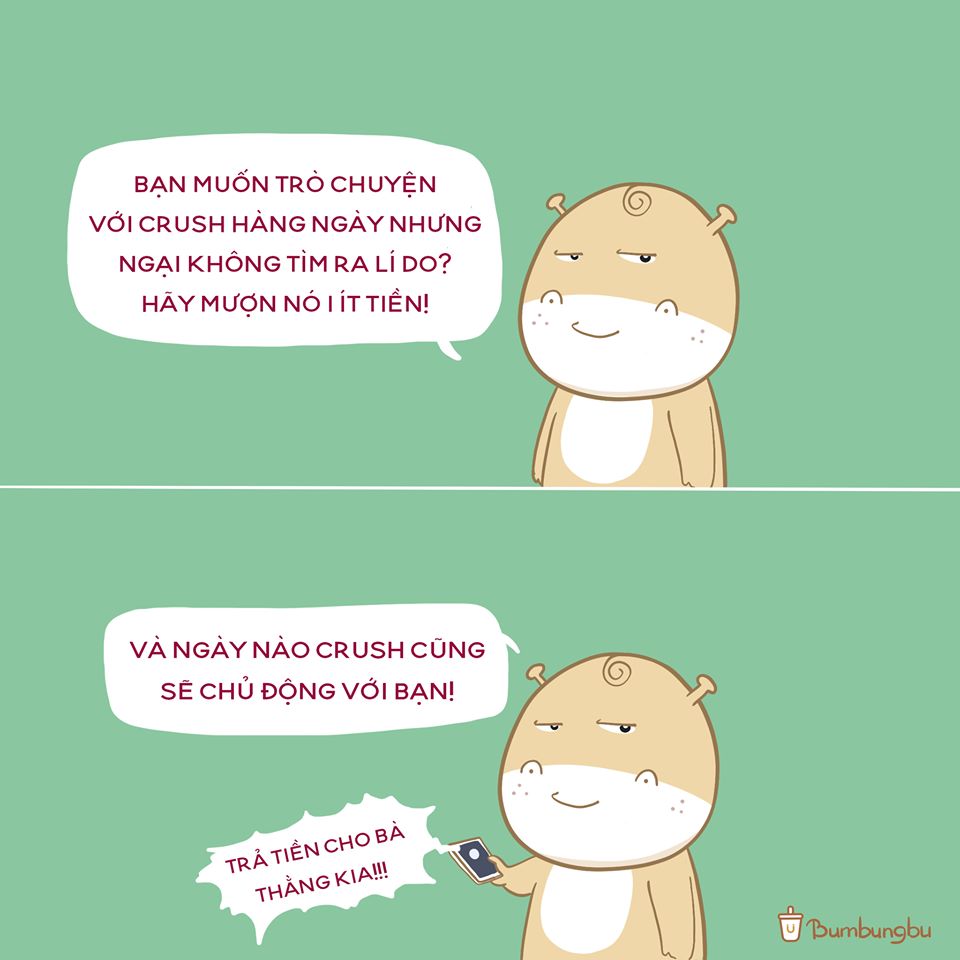 BẠN MUỐN TRÒ CHUYỆN
VỚI CRUSH HÀNG NGÀY NHƯNG
NGẠI KHÔNG TÌM RA LÍ DO?
HÃY MƯỢN NÓ 1 ÍT TIỀN!
VÀ NGÀY NÀO CRUSH CŨNG
SẼ CHỦ ĐỘNG VỚI BẠN!
TRẢ TIỀN CHO BÀ
THẰNG KIA!!!
Bumbungbu